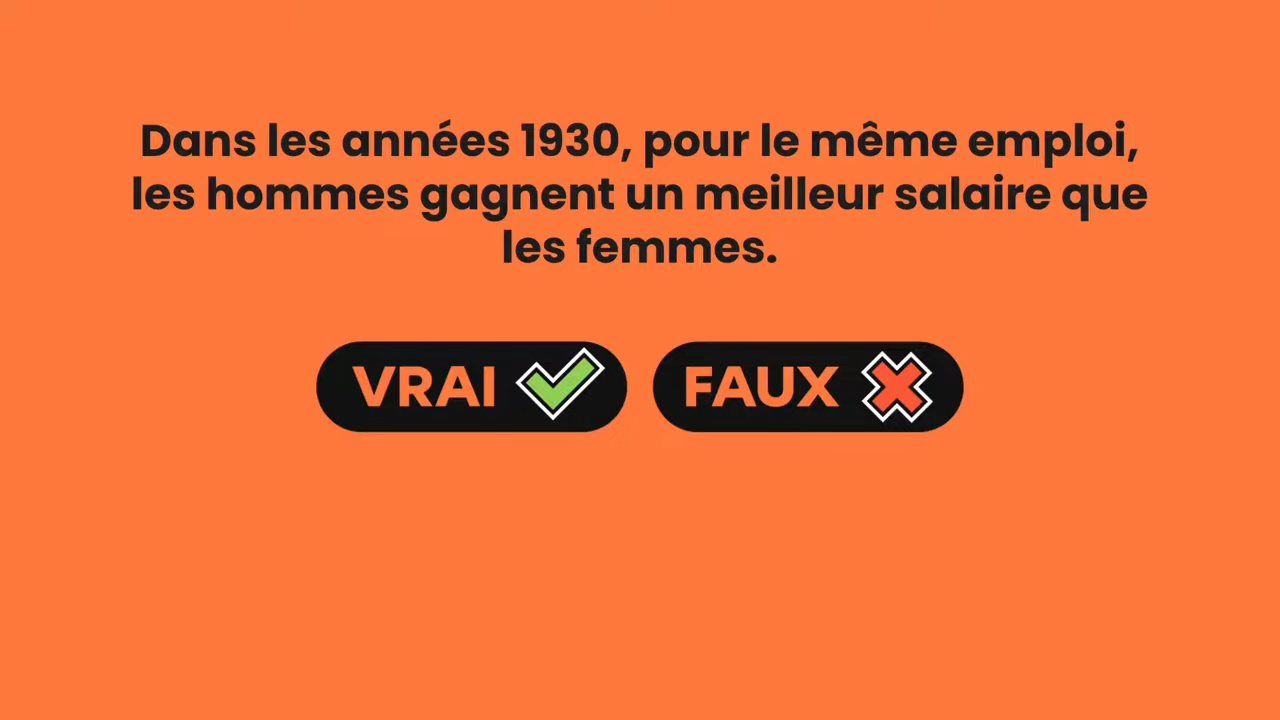 Dans les années 1930, pour le même emploi,
les hommes gagnent un meilleur salaire que
les femmes.
VRAI
FAUX